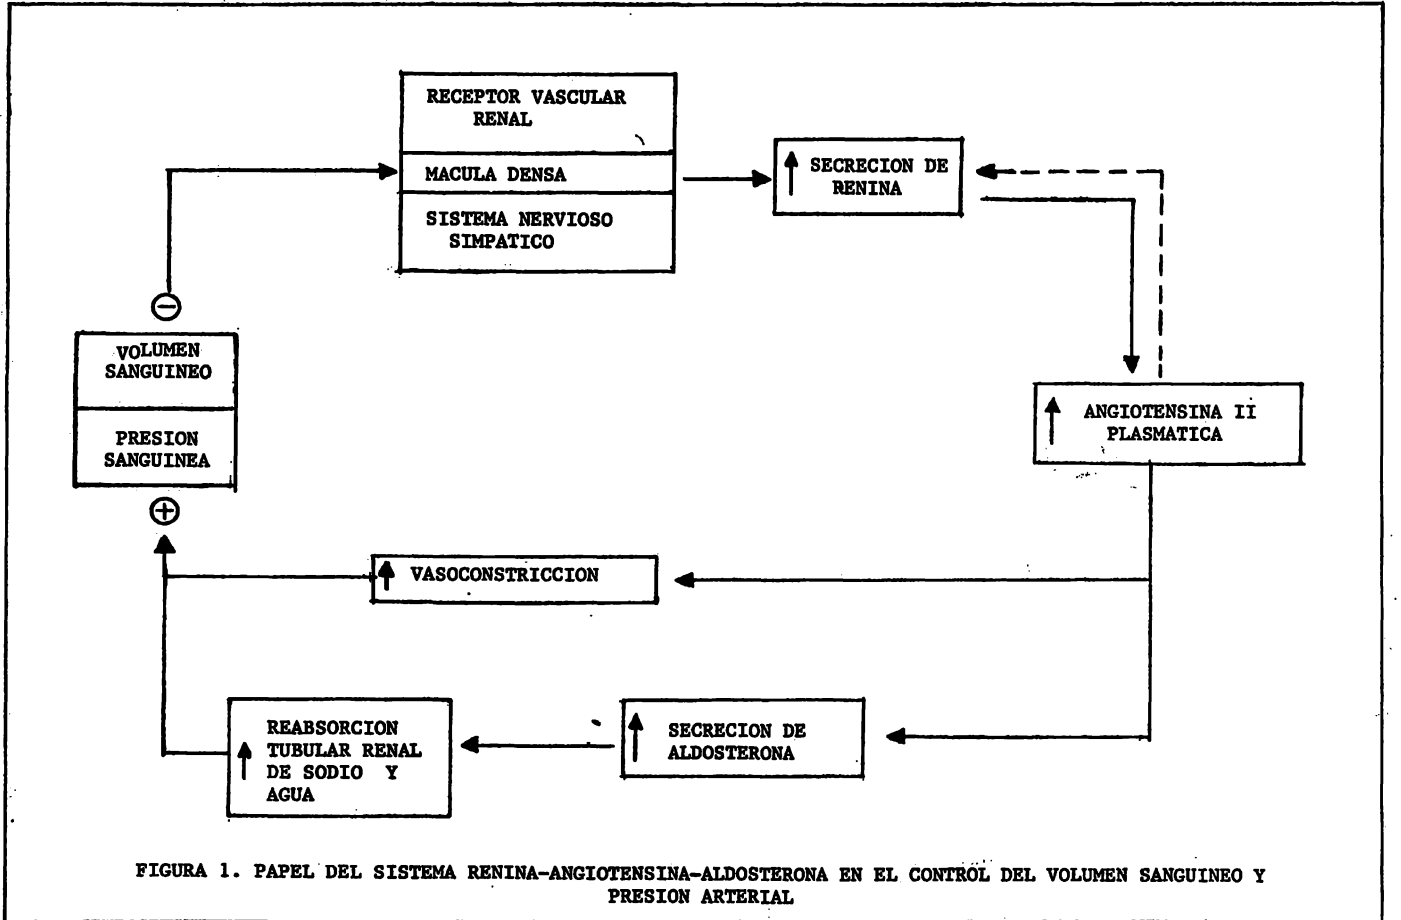 RECEPTOR VASCULAR
RENAL
MACULA DENSA
SISTEMA NERVIOSO
SIMPATICO
SECRECION DE
RENINA
VOLUMEN
SANGUINEO
PRESION
SANGUINEA
ANGIOTENSINA II
PLASMATICA
VASOCONSTRICCION
REABSORCION
TUBULAR RENAL
DE SODIO Y
AGUA
SECRECION DE
ALDOSTERONA
FIGURA 1. PAPEL DEL SISTEMA RENINA-ANGIOTENSINA-ALDOSTERONA EN EL CONTROL DEL VOLUMEN SANGUINEO Y
PRESION ARTERIAL